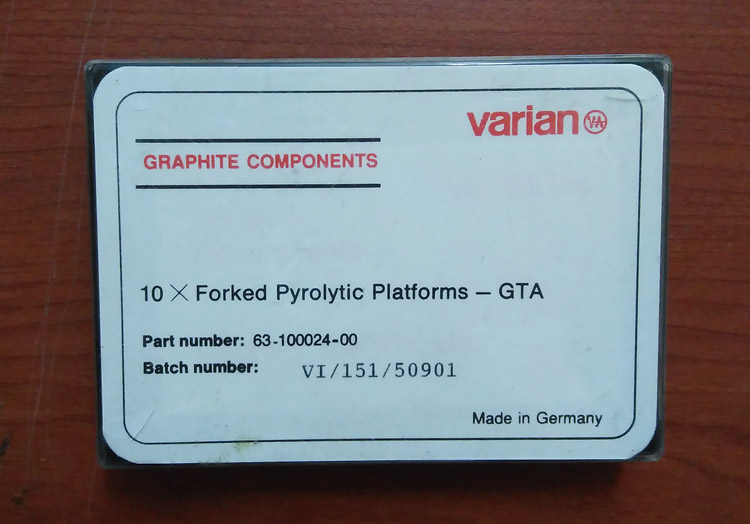 varian VA
GRAPHITE COMPONENTS
10 × Forked Pyrolytic Platforms – GTA
Part number: 63-100024-00
Batch number: VI/151/50901
Made in Germany